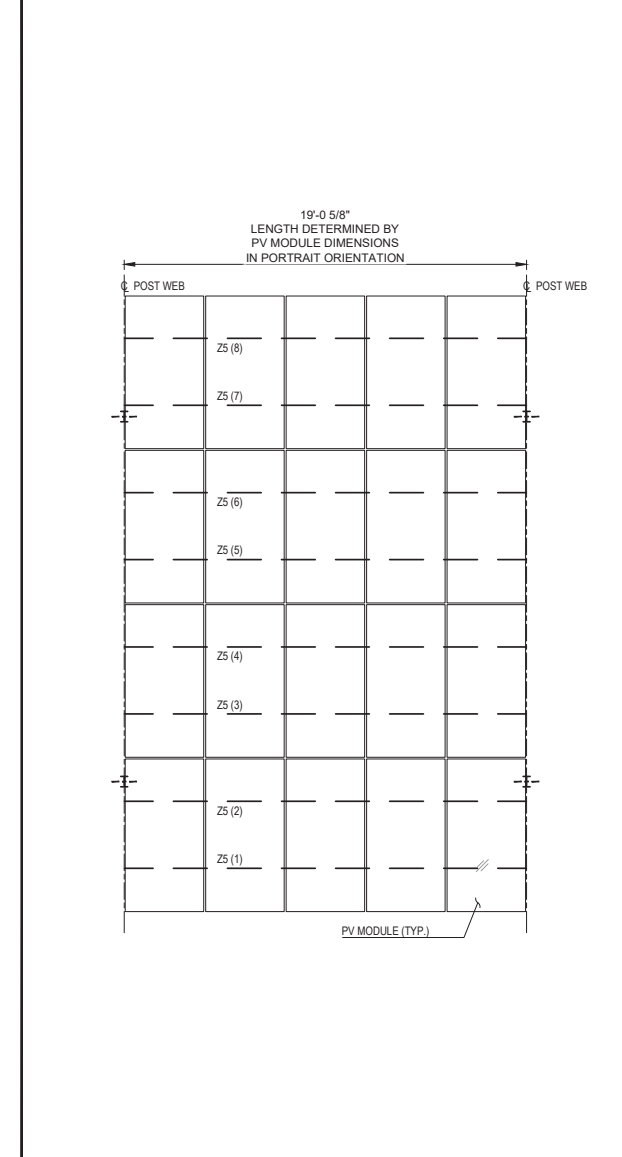 19'-0 5/8"
LENGTH DETERMINED BY
PV MODULE DIMENSIONS
IN PORTRAIT ORIENTATION
℄ POST WEB
℄ POST WEB
Z5 (8)
Z5 (7)
Z5 (6)
Z5 (5)
Z5 (4)
Z5 (3)
Z5 (2)
Z5 (1)
PV MODULE (TYP.)